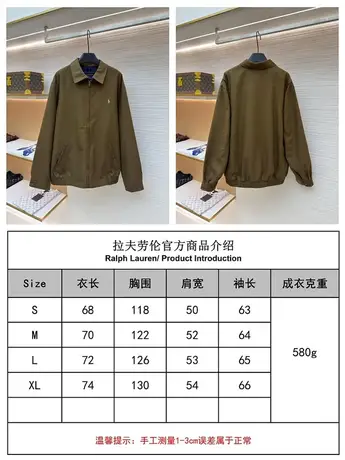 拉夫劳伦官方商品介绍
Ralph Lauren/ Product Introduction
Size 衣长 胸围 肩宽 袖长 成衣克重
S 68 118 50 63
M 70 122 52 64
L 72 126 53 65
XL 74 130 54 66
580g
温馨提示：手工测量1-3cm误差属于正常